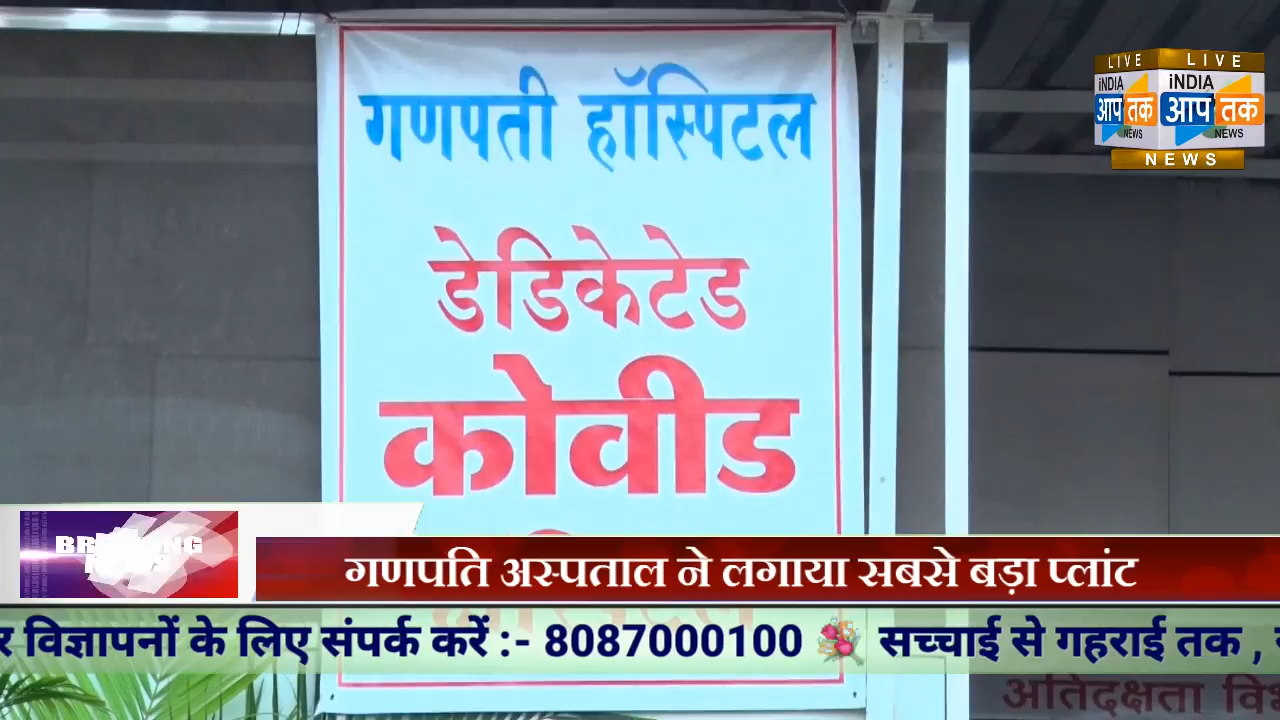 LIVE LIVE
iNDIA iNDIA
आप तक आप तक
NEWS NEWS
NEWS
गणपती हॉस्पिटल
डेडिकेटेड
कोवीड
गणपति अस्पताल ने लगाया सबसे बड़ा प्लांट
विज्ञापनों के लिए संपर्क करें :- 8087000100 सच्चाई से गहराई तक ,
अतिदक्षता